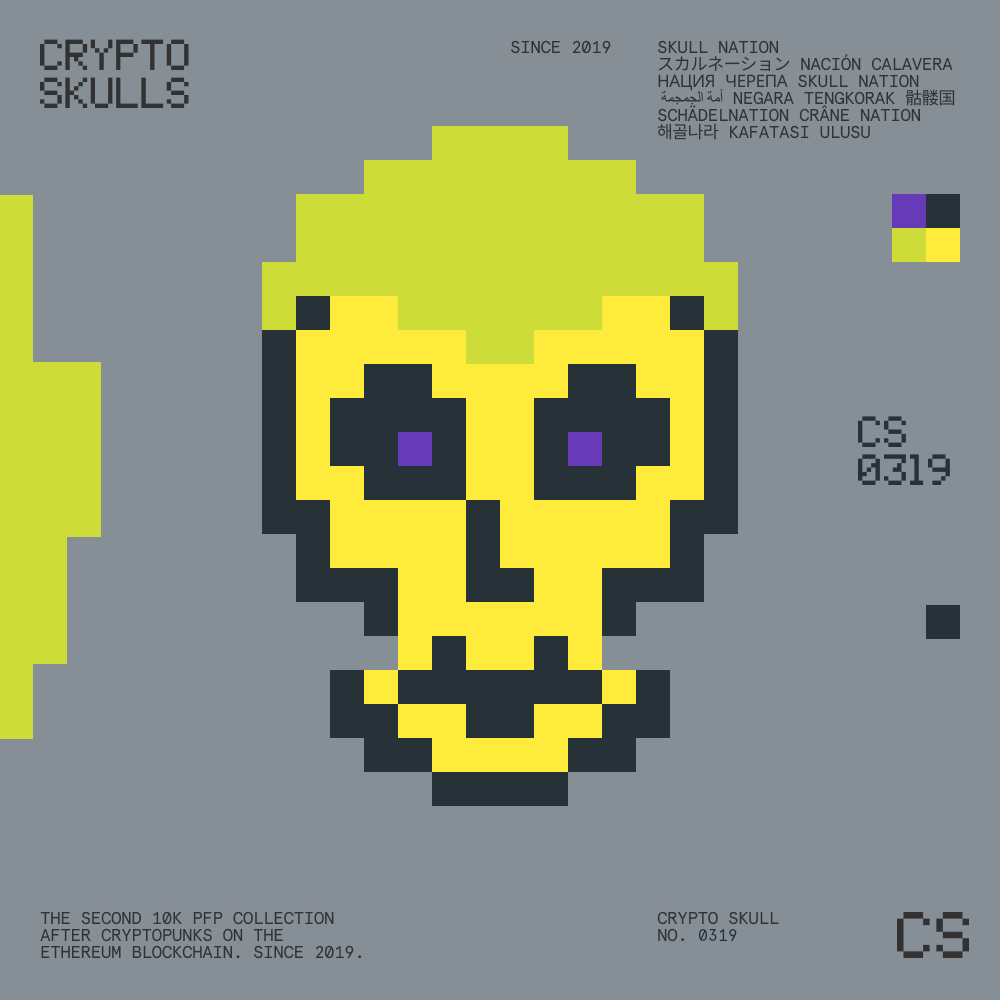 CRYPTO
SKULLS
SINCE 2019
SKULL NATION
スカルネーション NACIÓN CALAVERA
НАЦИЯ ЧЕРЕПА SKULL NATION
أمة الجمجمة NEGARA TENGKORAK 骷髅国
SCHÄDELNATION CRÂNE NATION
해골나라 KAFATASI ULUSU
CS
0319
THE SECOND 10K PFP COLLECTION
AFTER CRYPTOPUNKS ON THE
ETHEREUM BLOCKCHAIN. SINCE 2019.
CRYPTO SKULL
NO. 0319
CS